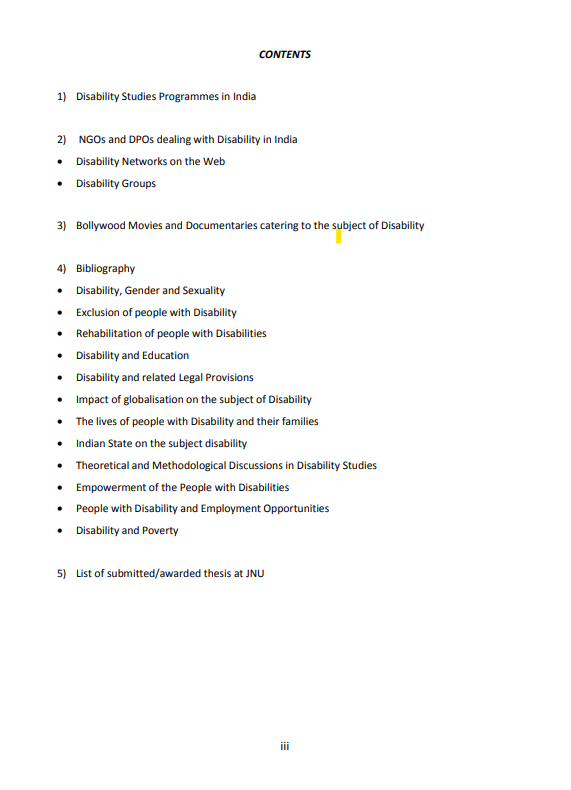 CONTENTS
1) Disability Studies Programmes in India
2) NGOs and DPOs dealing with Disability in India
• Disability Networks on the Web
• Disability Groups
3) Bollywood Movies and Documentaries catering to the subject of Disability
4) Bibliography
• Disability, Gender and Sexuality
• Exclusion of people with Disability
• Rehabilitation of people with Disabilities
• Disability and Education
• Disability and related Legal Provisions
• Impact of globalisation on the subject of Disability
• The lives of people with Disability and their families
• Indian State on the subject disability
• Theoretical and Methodological Discussions in Disability Studies
• Empowerment of the People with Disabilities
• People with Disability and Employment Opportunities
• Disability and Poverty
5) List of submitted/awarded thesis at JNU
iii